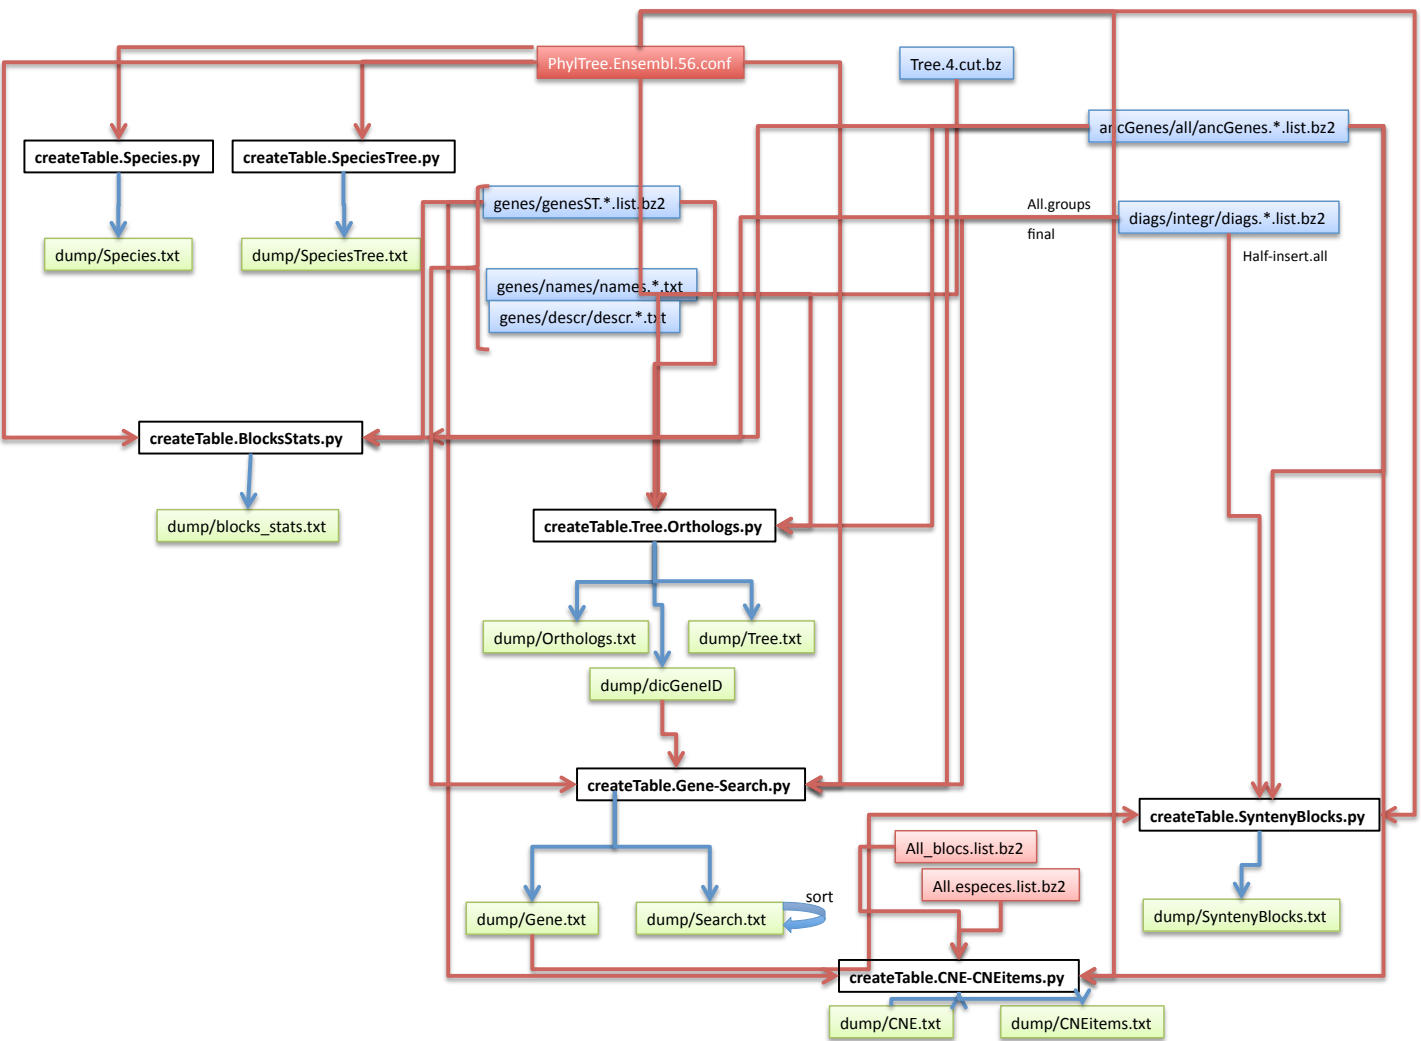 PhylTree.Ensembl.56.conf
Tree.4.cut.bz
ancGenes/all/ancGenes.*.list.bz2
createTable.Species.py
createTable.SpeciesTree.py
genes/genesST.*.list.bz2
All.groups
diags/integr/diags.*.list.bz2
final
dump/Species.txt
dump/SpeciesTree.txt
Half-insert.all
genes/names/names.*.txt
genes/descr/descr.*.txt
createTable.BlocksStats.py
dump/blocks_stats.txt
createTable.Tree.Orthologs.py
dump/Orthologs.txt
dump/Tree.txt
dump/dicGeneID
createTable.Gene-Search.py
createTable.SyntenyBlocks.py
All_blocs.list.bz2
All.especes.list.bz2
sort
dump/Gene.txt
dump/Search.txt
dump/SyntenyBlocks.txt
createTable.CNE-CNEitems.py
dump/CNE.txt
dump/CNEitems.txt